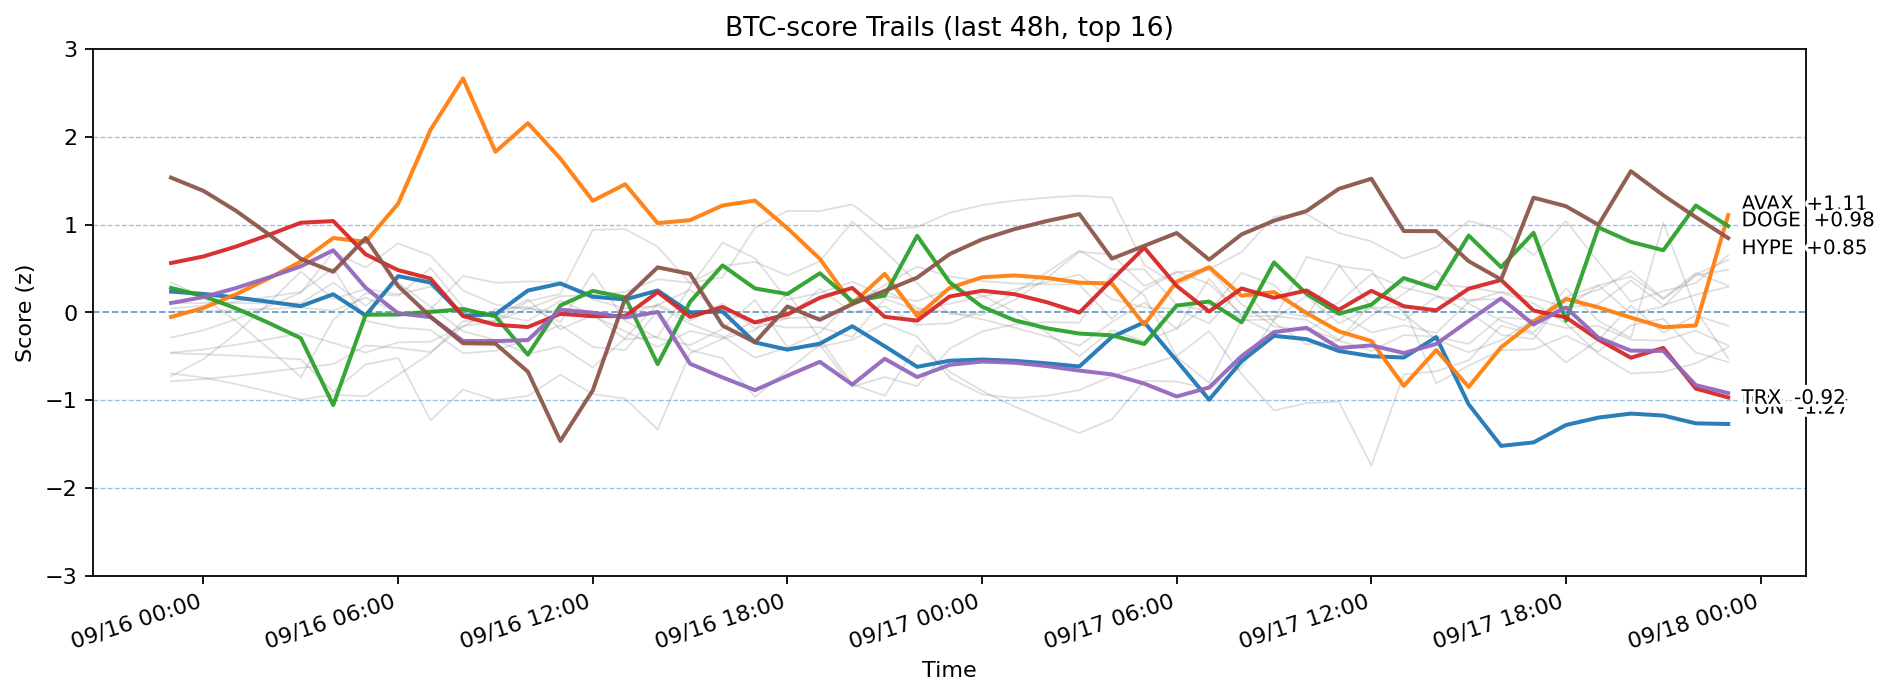 BTC-score Trails (last 48h, top 16)
3
2
1
0
−1
−2
−3
Score (z)
AVAX +1.11
DOGE +0.98
HYPE +0.85
TRX -0.92
TON -1.27
09/16 00:00
09/16 06:00
09/16 12:00
09/16 18:00
09/17 00:00
09/17 06:00
09/17 12:00
09/17 18:00
09/18 00:00
Time